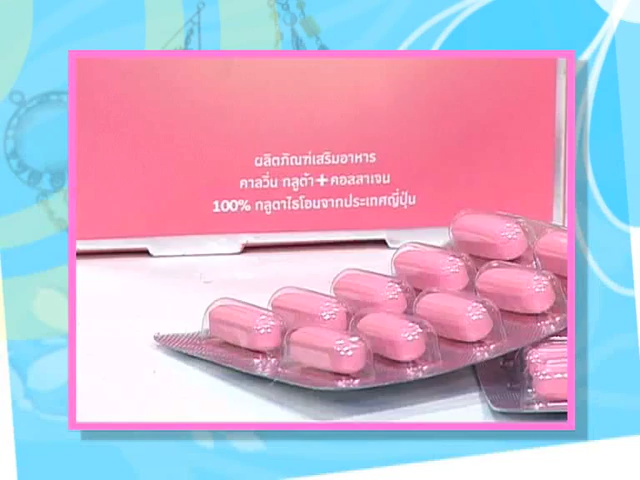 ผลิตภัณฑ์เสริมอาหาร
คาลวิ่น กลูต้า+คอลลาเจน
100% กลูตาไธโอนจากประเทศญี่ปุ่น